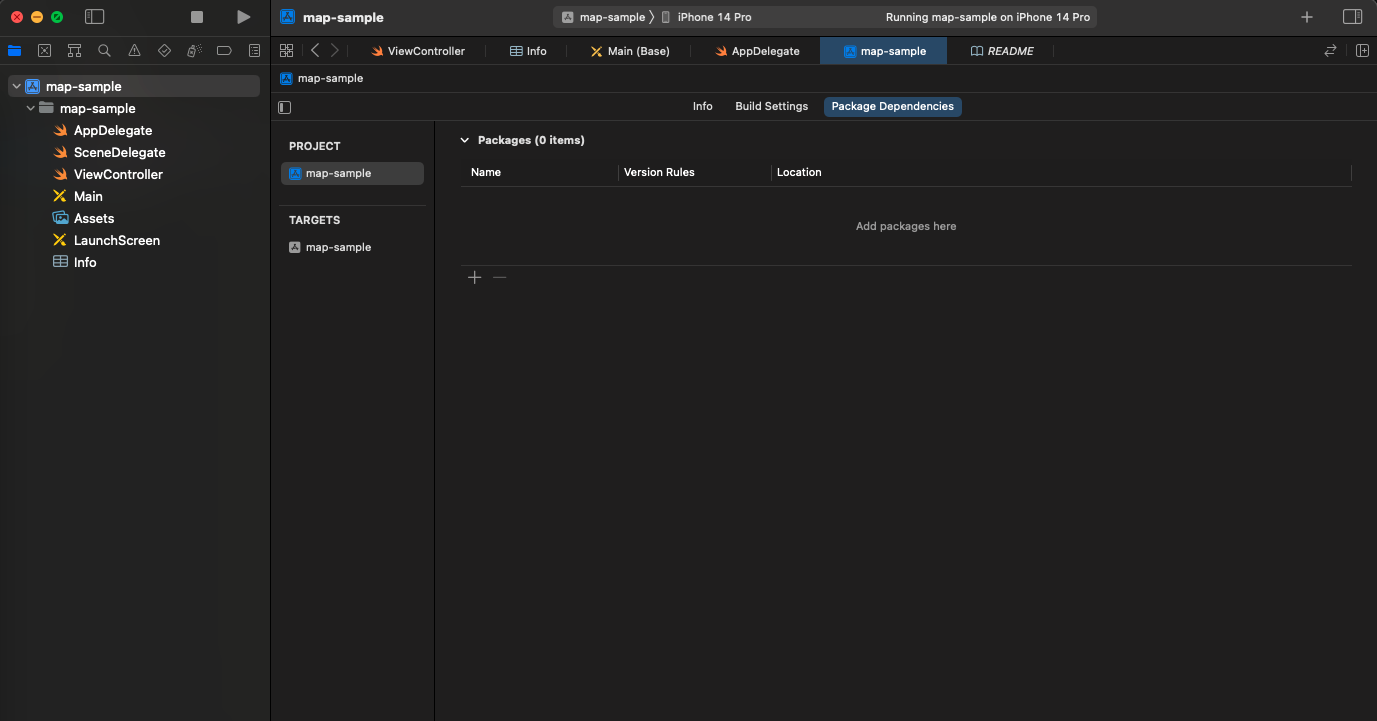 map-sample
map-sample
iPhone 14 Pro
Running map-sample on iPhone 14 Pro
ViewController
Info
Main (Base)
AppDelegate
map-sample
README
map-sample
map-sample
AppDelegate
SceneDelegate
ViewController
Main
Assets
LaunchScreen
Info
map-sample
Info
Build Settings
Package Dependencies
PROJECT
map-sample
TARGETS
map-sample
Packages (0 items)
Name
Version Rules
Location
Add packages here